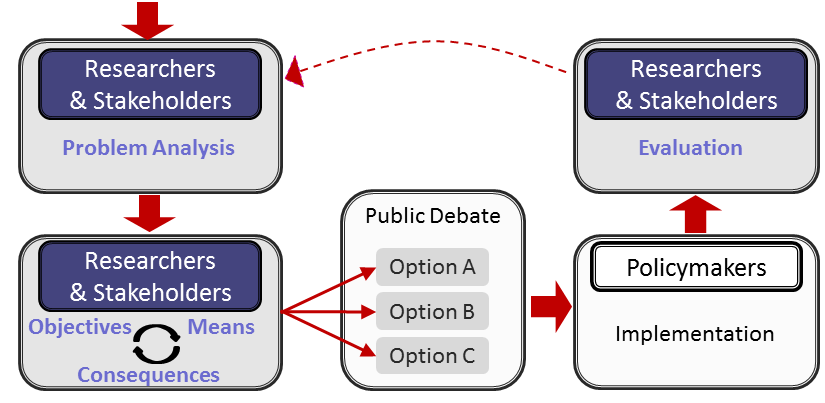 Researchers
& Stakeholders
Problem Analysis
Researchers
& Stakeholders
Objectives Means
Consequences
Public Debate
Option A
Option B
Option C
Policymakers
Implementation
Researchers
& Stakeholders
Evaluation